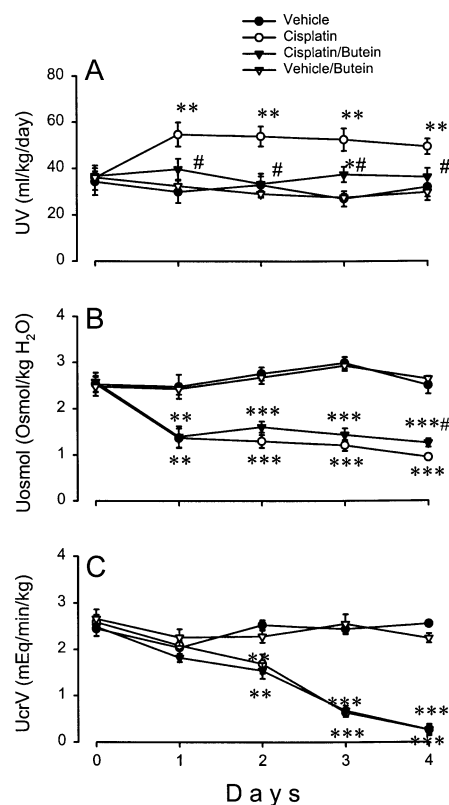 Vehicle
Cisplatin
Cisplatin/Butein
Vehicle/Butein
A
UV (ml/kg/day)
80
60
40
20
0
** ** ** **
# # *# #
B
Uosmol (Osmol/kg H₂O)
4
3
2
1
0
** *** *** ***#
** *** *** ***
C
UcrV (mEq/min/kg)
4
3
2
1
0
** *** ***
** *** ***
0 1 2 3 4
Days